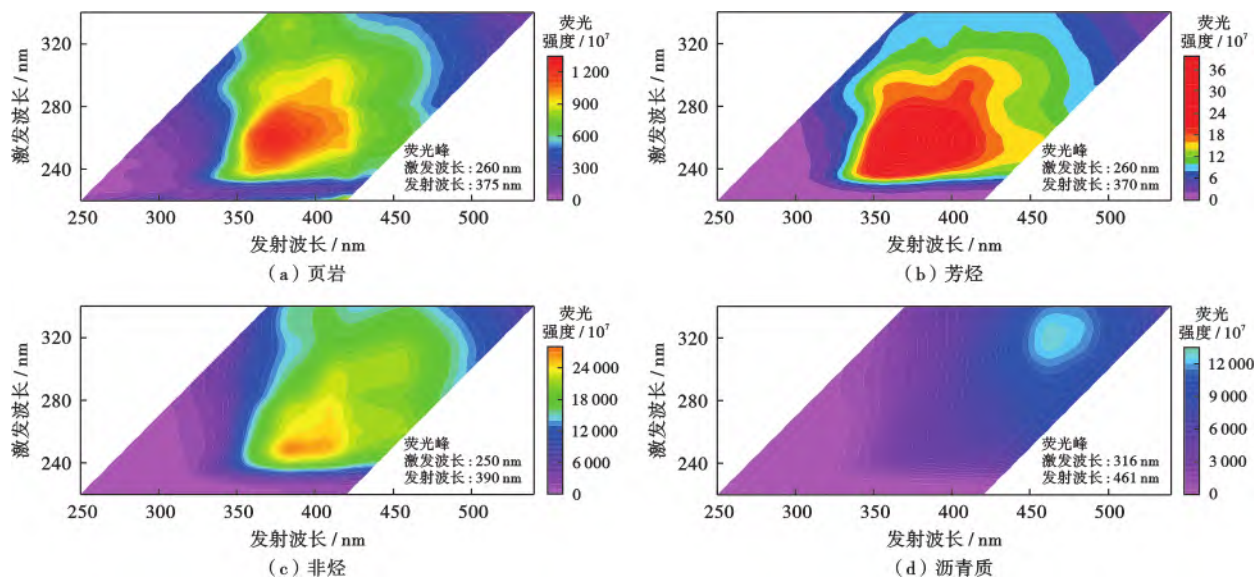 荧光
强度 / 10⁷
激发波长 / nm
320
280
240
1 200
900
600
300
0
荧光峰
激发波长：260 nm
发射波长：375 nm
250 300 350 400 450 500
发射波长 / nm
（a）页岩
荧光
强度 / 10⁷
激发波长 / nm
320
280
240
36
30
24
18
12
6
0
荧光峰
激发波长：260 nm
发射波长：370 nm
250 300 350 400 450 500
发射波长 / nm
（b）芳烃
荧光
强度 / 10⁷
激发波长 / nm
320
280
240
24 000
18 000
12 000
6 000
0
荧光峰
激发波长：250 nm
发射波长：390 nm
250 300 350 400 450 500
发射波长 / nm
（c）非烃
荧光
强度 / 10⁷
激发波长 / nm
320
280
240
12 000
9 000
6 000
3 000
0
荧光峰
激发波长：316 nm
发射波长：461 nm
250 300 350 400 450 500
发射波长 / nm
（d）沥青质